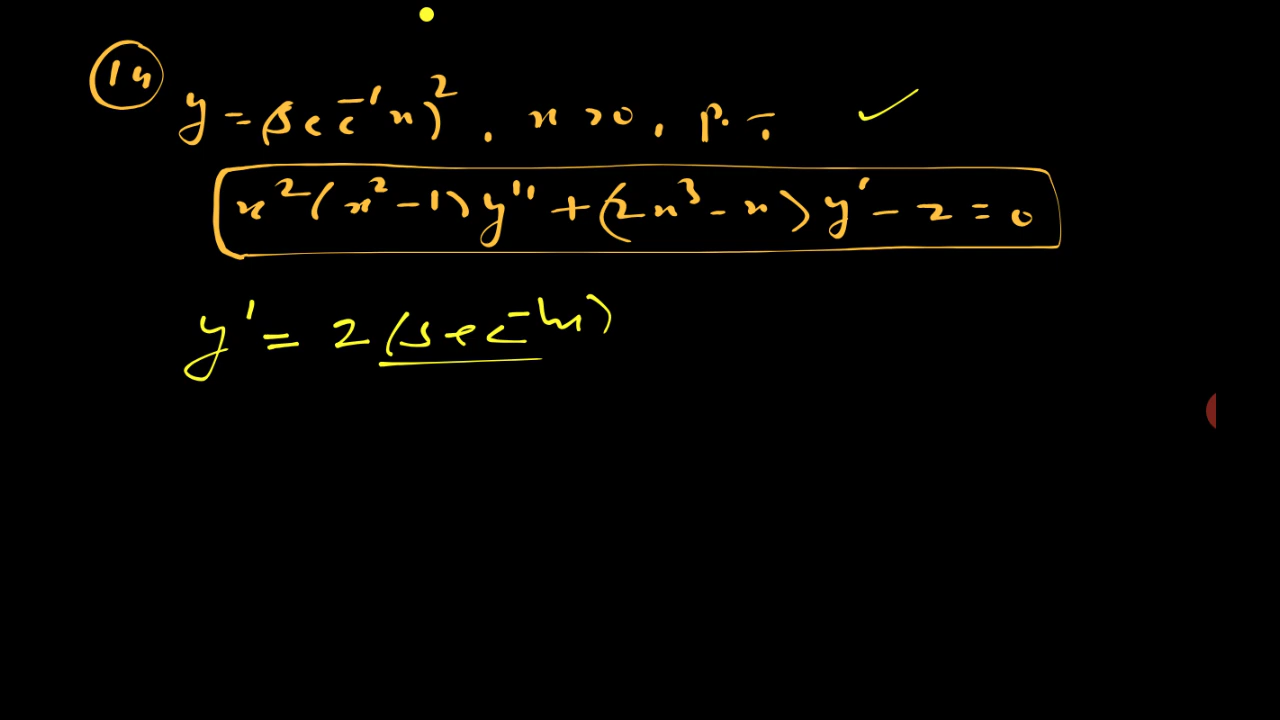 14
y = (sec⁻¹x)², x > 0, p.T.
x²(x²-1)y'' + (2x³-x)y' - 2 = 0
y' = 2(sec⁻¹x)